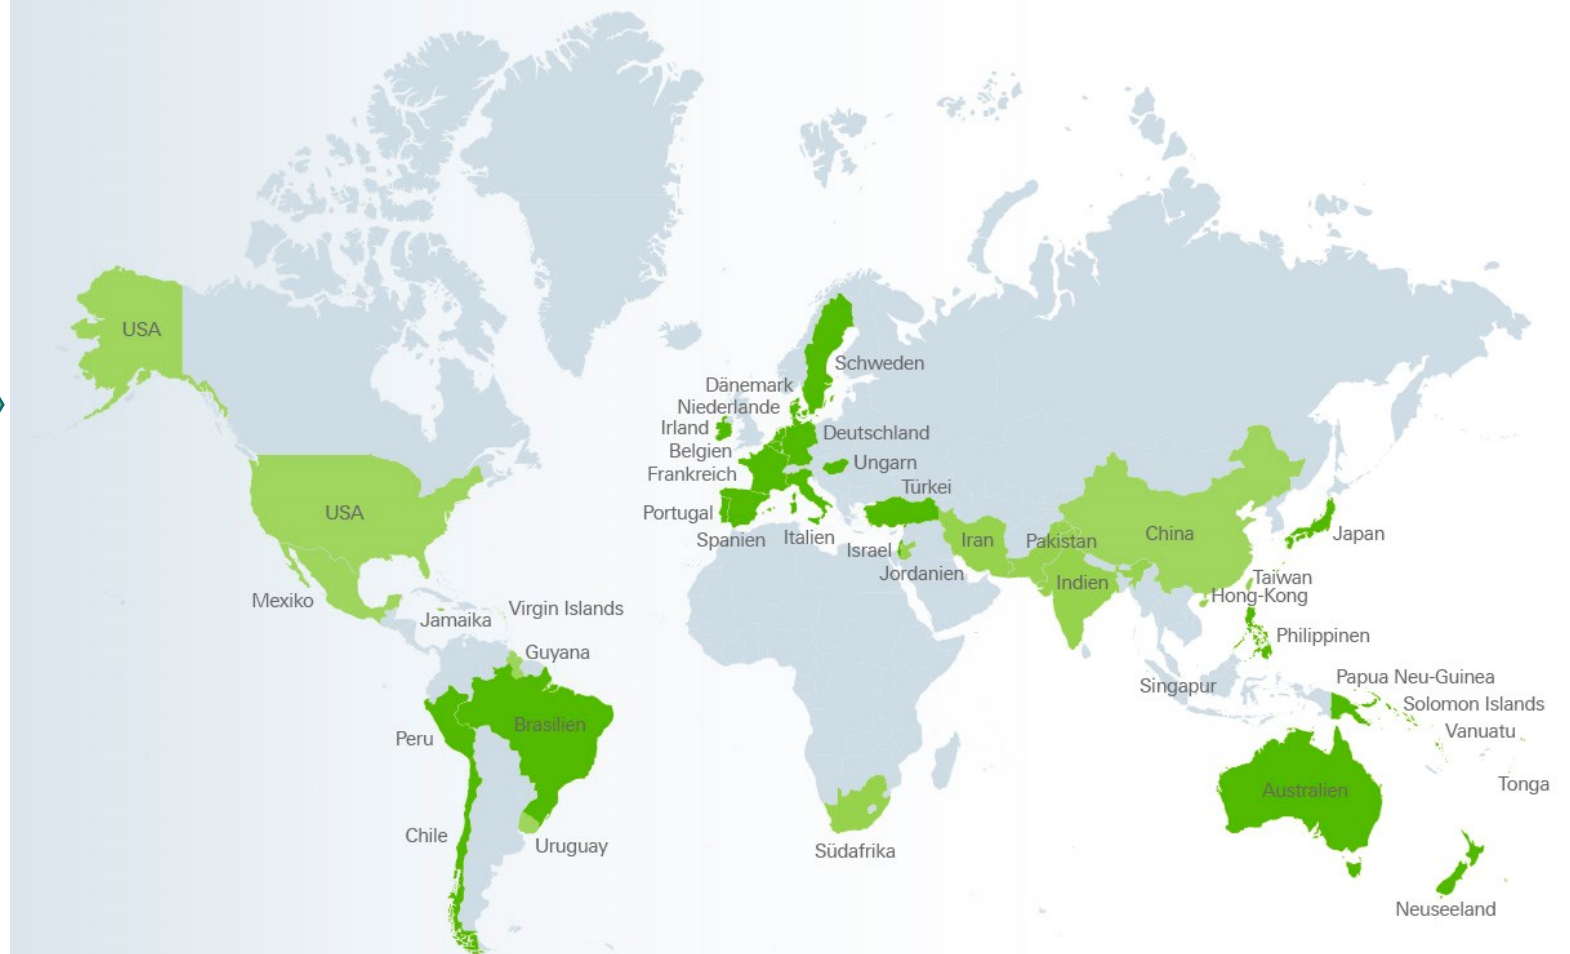 USA
Schweden
Dänemark
Niederlande
Irland
Deutschland
Belgien
Ungarn
Frankreich
Türkei
Portugal
USA
Spanien
Italien
Israel
Iran
Pakistan
China
Japan
Jordanien
Indien
Taiwan
Hong-Kong
Mexiko
Jamaika
Virgin Islands
Philippinen
Guyana
Singapur
Papua Neu-Guinea
Solomon Islands
Peru
Brasilien
Vanuatu
Australien
Tonga
Chile
Uruguay
Südafrika
Neuseeland